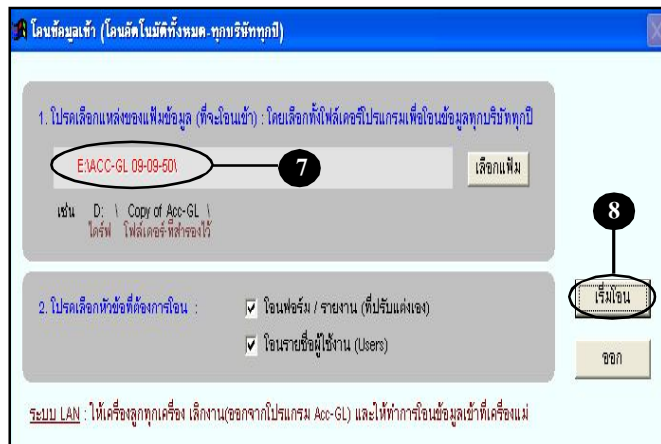 โอนข้อมูลเข้า (โอนอัตโนมัติทั้งหมด-ทุกบริษัททุกปี)
1. โปรดเลือกแหล่งของแฟ้มข้อมูล (ที่จะโอนเข้า) : โดยเลือกทั้งโฟล์เดอร์โปรแกรมเพื่อโอนข้อมูลทุกบริษัททุกปี
E:\ACC-GL 09-09-50\ 7 เลือกแฟ้ม
เช่น D: \ Copy of Acc-GL \
ไดร์ฟ โฟล์เดอร์-ที่สำรองไว้
8
เริ่มโอน
2. โปรดเลือกหัวข้อที่ต้องการโอน : โอนฟอร์ม / รายงาน (ที่ปรับแต่งเอง)
โอนรายชื่อผู้ใช้งาน (Users)
ออก
ระบบ LAN : ให้เครื่องลูกทุกเครื่อง เลิกงาน(ออกจากโปรแกรม Acc-GL) และให้ทำการโอนข้อมูลเข้าที่เครื่องแม่